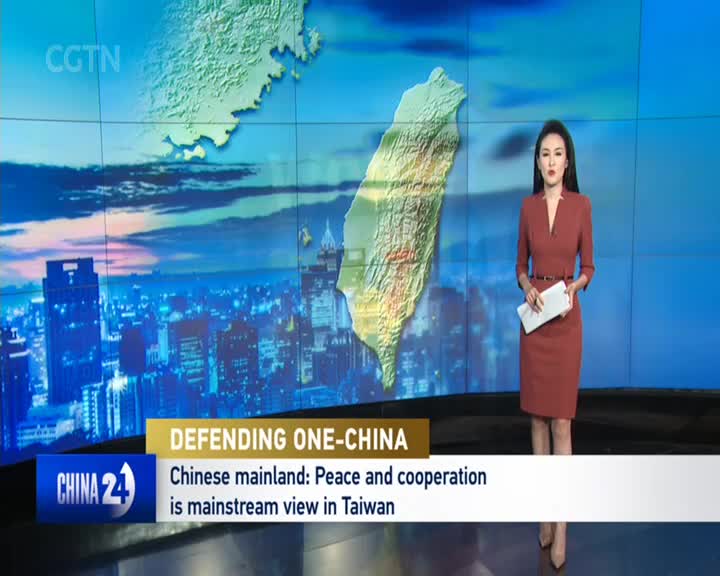 CGTN
DEFENDING ONE-CHINA
CHINA 24
Chinese mainland: Peace and cooperation
is mainstream view in Taiwan